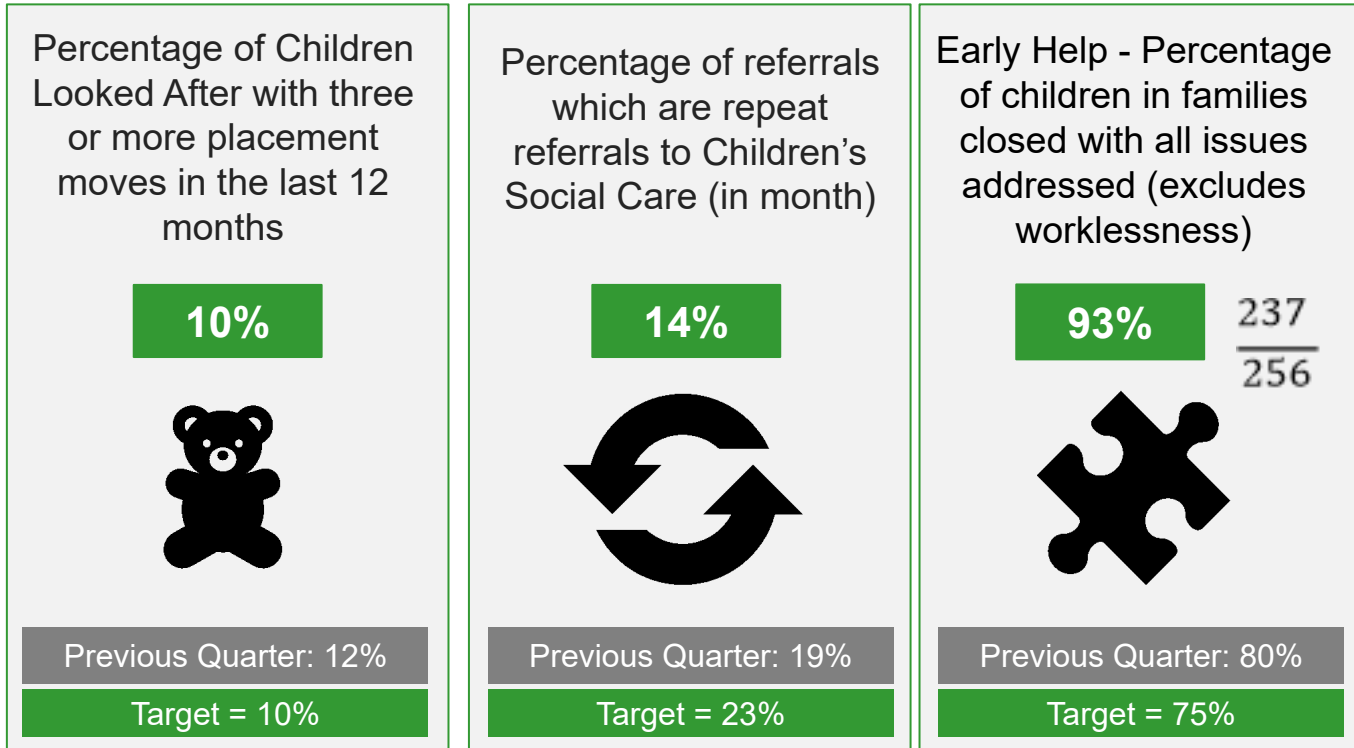 Percentage of Children
Looked After with three
or more placement
moves in the last 12
months
10%
Previous Quarter: 12%
Target = 10%
Percentage of referrals
which are repeat
referrals to Children's
Social Care (in month)
14%
Previous Quarter: 19%
Target = 23%
Early Help - Percentage
of children in families
closed with all issues
addressed (excludes
worklessness)
93%
237
256
Previous Quarter: 80%
Target = 75%